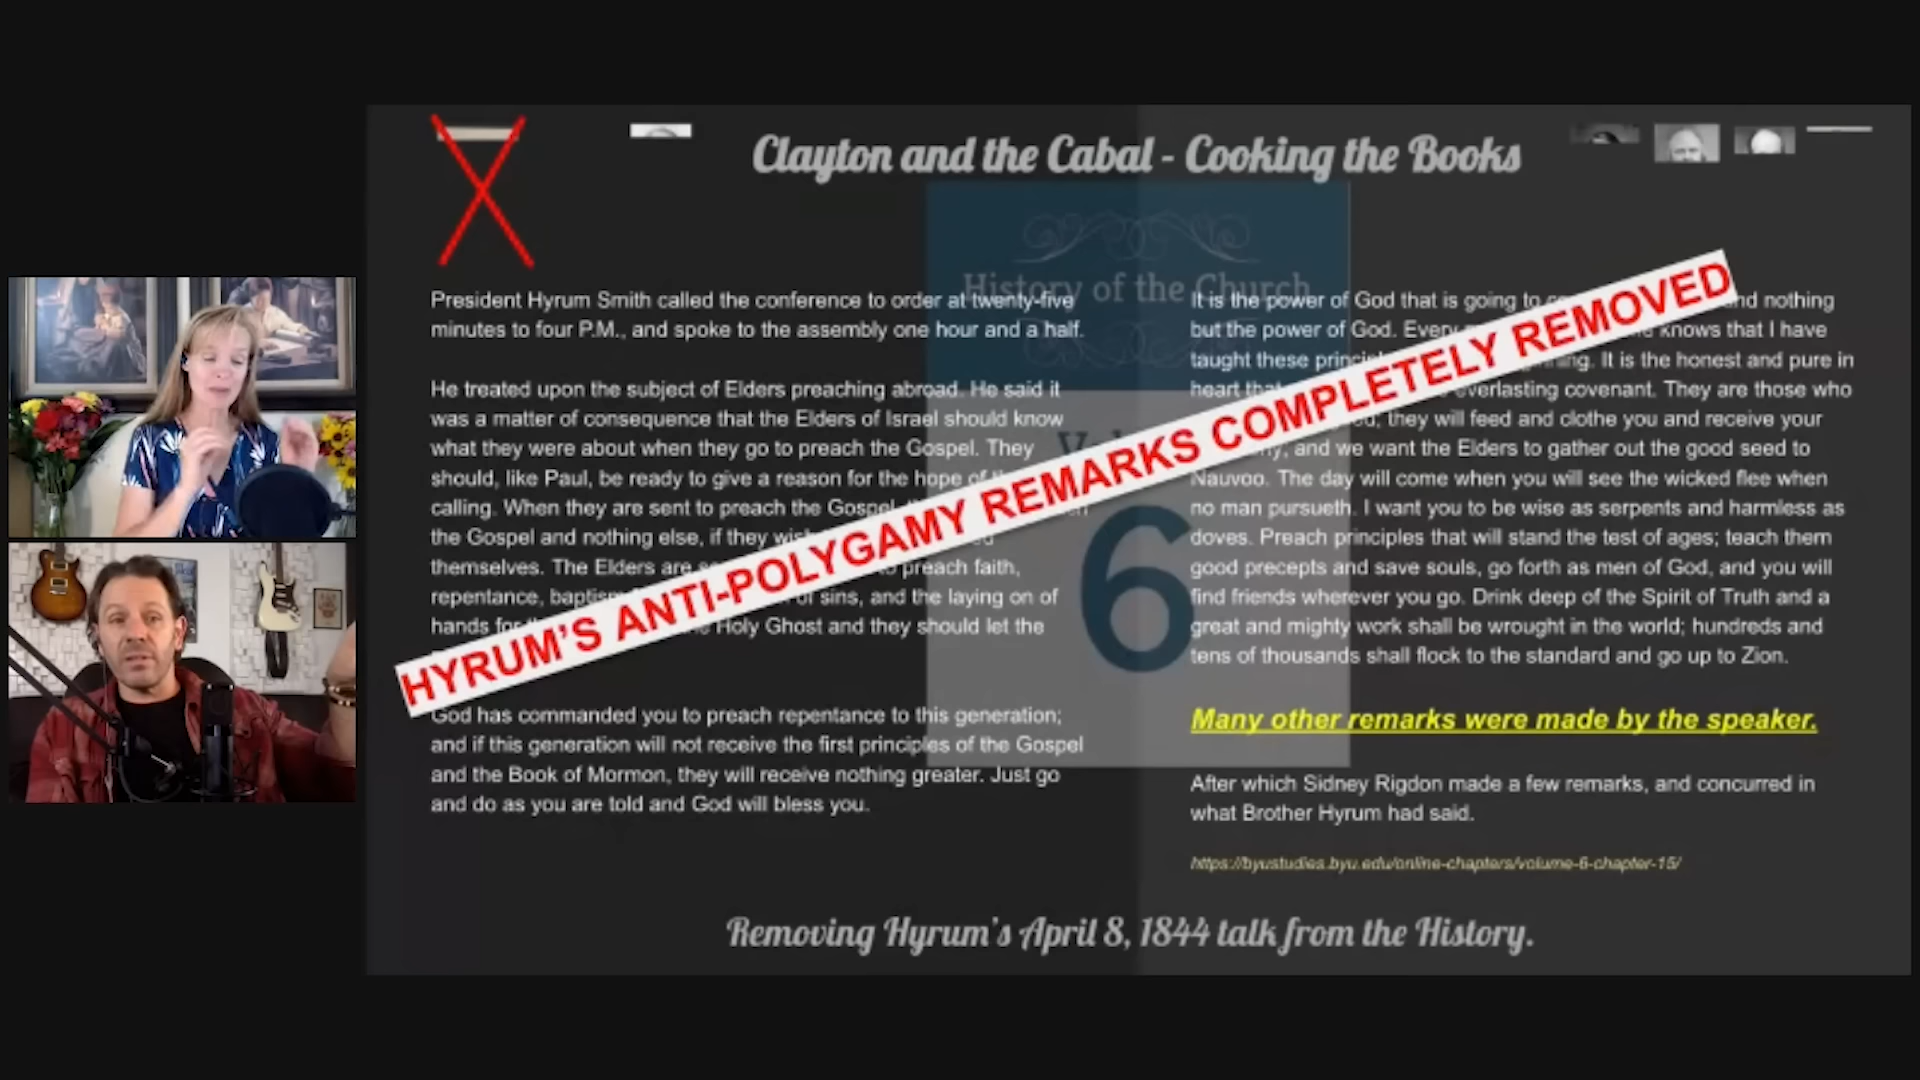 Clayton and the Cabal - Cooking the Books
History of the Church
6
President Hyrum Smith called the conference to order at twenty-five
minutes to four P.M., and spoke to the assembly one hour and a half.
He treated upon the subject of Elders preaching abroad. He said it
was a matter of consequence that the Elders of Israel should know
what they were about when they go to preach the Gospel. They
should, like Paul, be ready to give a reason for the hope of
calling. When they are sent to preach the Gospel,
the Gospel and nothing else, if they
themselves. The Elders are preach faith,
repentance, of sins, and the laying on of
hands Holy Ghost and they should let the
God has commanded you to preach repentance to this generation;
and if this generation will not receive the first principles of the Gospel
and the Book of Mormon, they will receive nothing greater. Just go
and do as you are told and God will bless you.
HYRUM'S ANTI-POLYGAMY REMARKS COMPLETELY REMOVED
It is the power of God that is going to and nothing
but the power of God. knows that I have
taught these It is the honest and pure in
heart everlasting covenant. They are those who
they will feed and clothe you and receive your
and we want the Elders to gather out the good seed to
Nauvoo. The day will come when you will see the wicked flee when
no man pursueth. I want you to be wise as serpents and harmless as
doves. Preach principles that will stand the test of ages; teach them
good precepts and save souls, go forth as men of God, and you will
find friends wherever you go. Drink deep of the Spirit of Truth and a
great and mighty work shall be wrought in the world; hundreds and
tens of thousands shall flock to the standard and go up to Zion.
Many other remarks were made by the speaker.
After which Sidney Rigdon made a few remarks, and concurred in
what Brother Hyrum had said.
https://byustudies.byu.edu/online-chapters/volume-6-chapter-15/
Removing Hyrum's April 8, 1844 talk from the History.